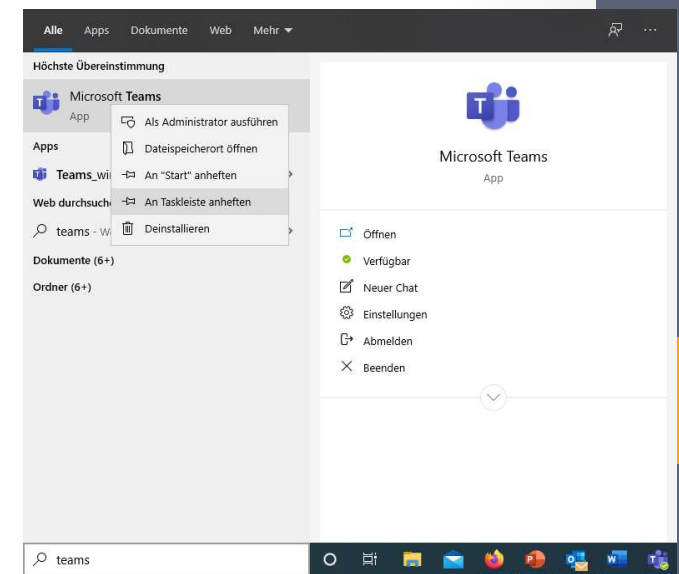 Alle Apps Dokumente Web Mehr
Höchste Übereinstimmung
Microsoft Teams
App
Als Administrator ausführen
Dateispeicherort öffnen
An "Start" anheften
An Taskleiste anheften
Deinstallieren
Apps
Teams_wi
Web durchsuch
teams - W
Dokumente (6+)
Ordner (6+)
T
Microsoft Teams
App
Öffnen
Verfügbar
Neuer Chat
Einstellungen
Abmelden
Beenden
teams